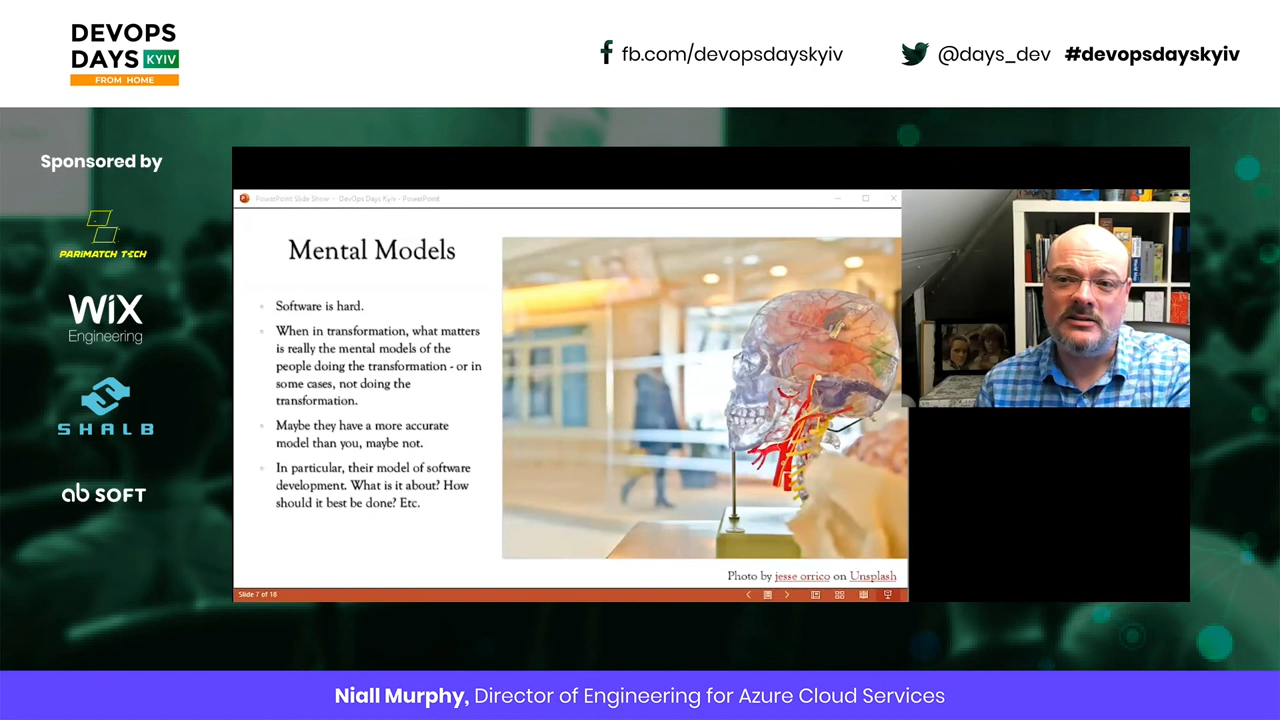 DEVOPS
DAYS KYIV
FROM HOME
fb.com/devopsdayskyiv
@days_dev #devopsdayskyiv
Sponsored by
PARIMATCH TECH
WIX
Engineering
SHALB
ab SOFT
PowerPoint Slide Show - DevOps Days Kyiv - PowerPoint
Mental Models
Software is hard.
When in transformation, what matters
is really the mental models of the
people doing the transformation - or in
some cases, not doing the
transformation.
Maybe they have a more accurate
model than you, maybe not.
In particular, their model of software
development. What is it about? How
should it best be done? Etc.
Photo by jesse orrico on Unsplash
Slide 7 of 18
Niall Murphy, Director of Engineering for Azure Cloud Services